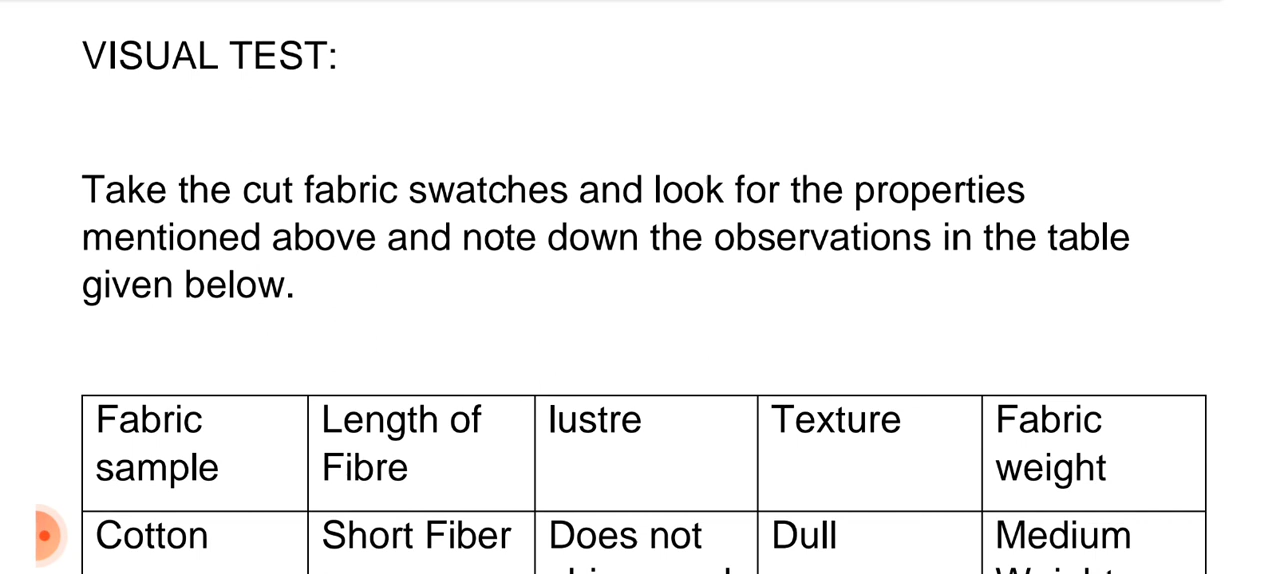 VISUAL TEST:
Take the cut fabric swatches and look for the properties
mentioned above and note down the observations in the table
given below.
Fabric sample | Length of Fibre | lustre | Texture | Fabric weight
Cotton | Short Fiber | Does not | Dull | Medium